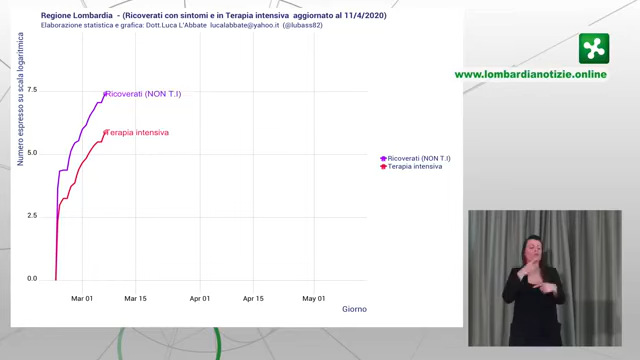 Regione Lombardia - (Ricoverati con sintomi e in Terapia intensiva aggiornato al 11/4/2020)
Elaborazione statistica e grafica: Dott.Luca L'Abbate lucalabbate@yahoo.it (@lubass82)
www.lombardianotizie.online
Numero espresso su scala logaritmica
7.5
5.0
2.5
0.0
Ricoverati (NON T.I)
Terapia intensiva
Ricoverati (NON T.I)
Terapia intensiva
Mar 01
Mar 15
Apr 01
Apr 15
May 01
Giorno